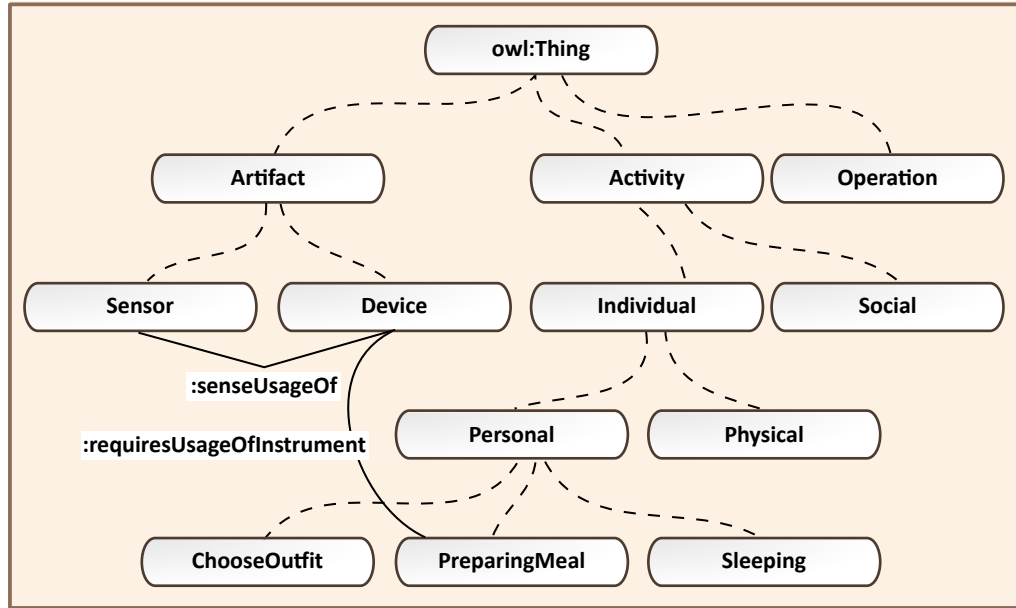 owl:Thing
Artifact
Activity
Operation
Sensor
Device
Individual
Social
:senseUsageOf
:requiresUsageOfInstrument
Personal
Physical
ChooseOutfit
PreparingMeal
Sleeping